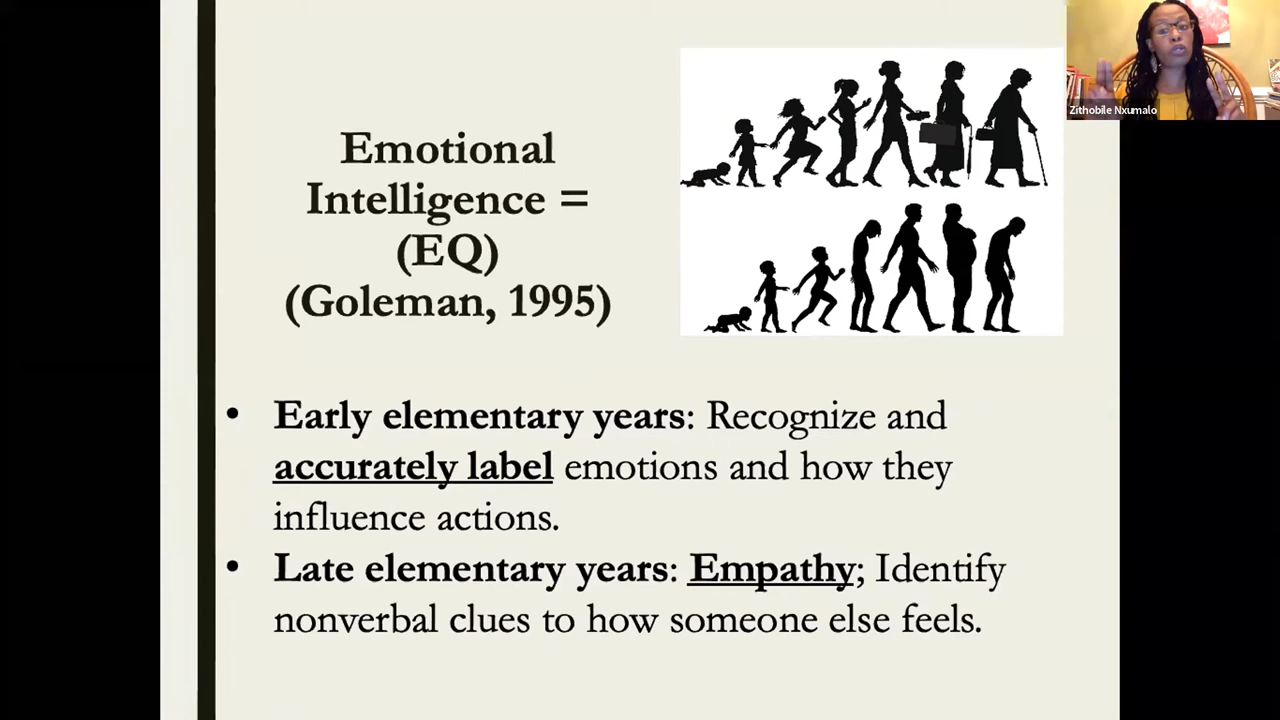 Emotional
Intelligence =
(EQ)
(Goleman, 1995)
Zithobile Nxumalo
• Early elementary years: Recognize and
accurately label emotions and how they
influence actions.
• Late elementary years: Empathy; Identify
nonverbal clues to how someone else feels.